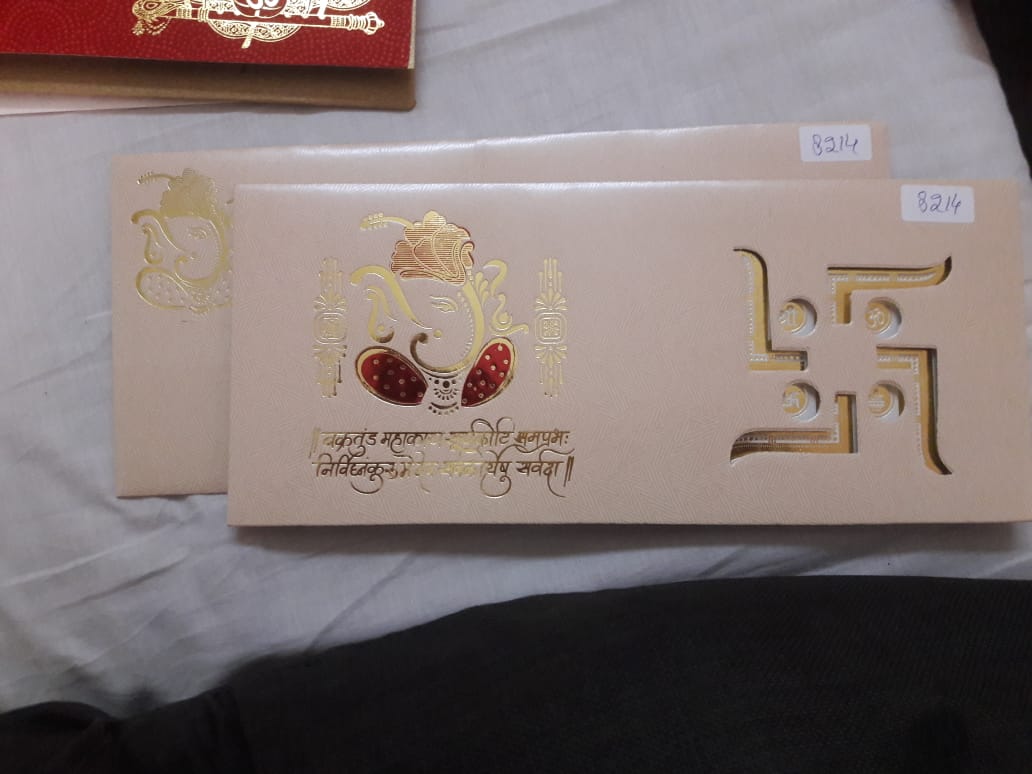 8214
8214
|| वक्रतुंड महाकाय समप्रभः
निर्विघ्नंकुरु मे देव सर्वदा ||